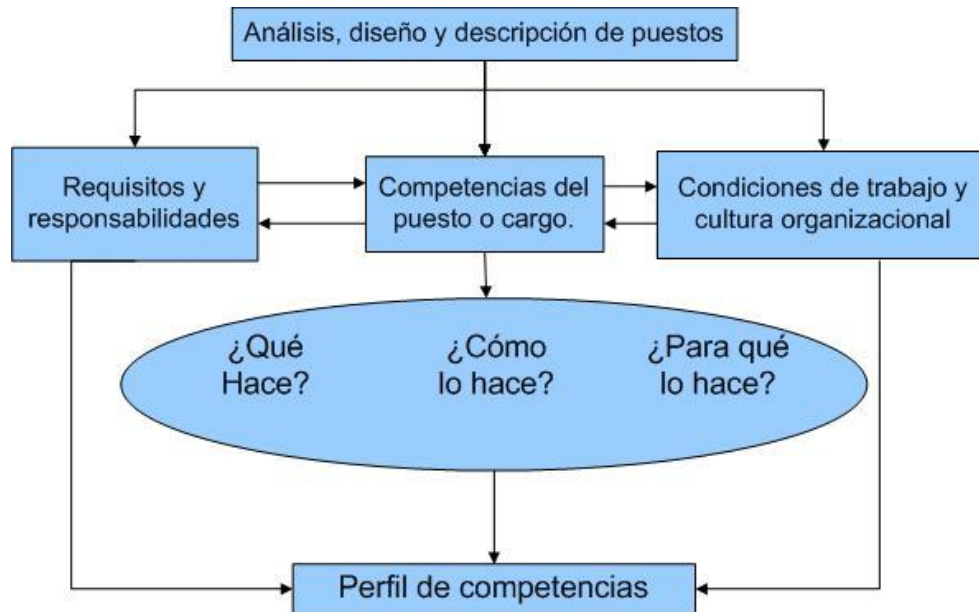 Análisis, diseño y descripción de puestos
Requisitos y
responsabilidades
Competencias del
puesto o cargo.
Condiciones de trabajo y
cultura organizacional
¿Qué
Hace?
¿Cómo
lo hace?
¿Para qué
lo hace?
Perfil de competencias